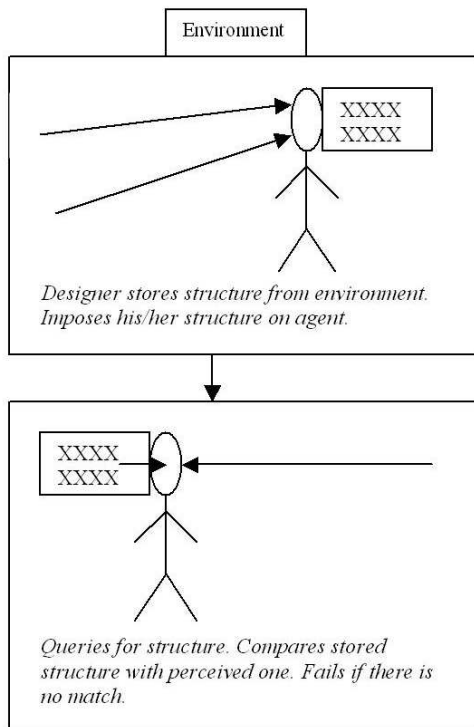 Environment
XXXX
XXXX
Designer stores structure from environment.
Imposes his/her structure on agent.
XXXX
XXXX
Queries for structure. Compares stored
structure with perceived one. Fails if there is
no match.